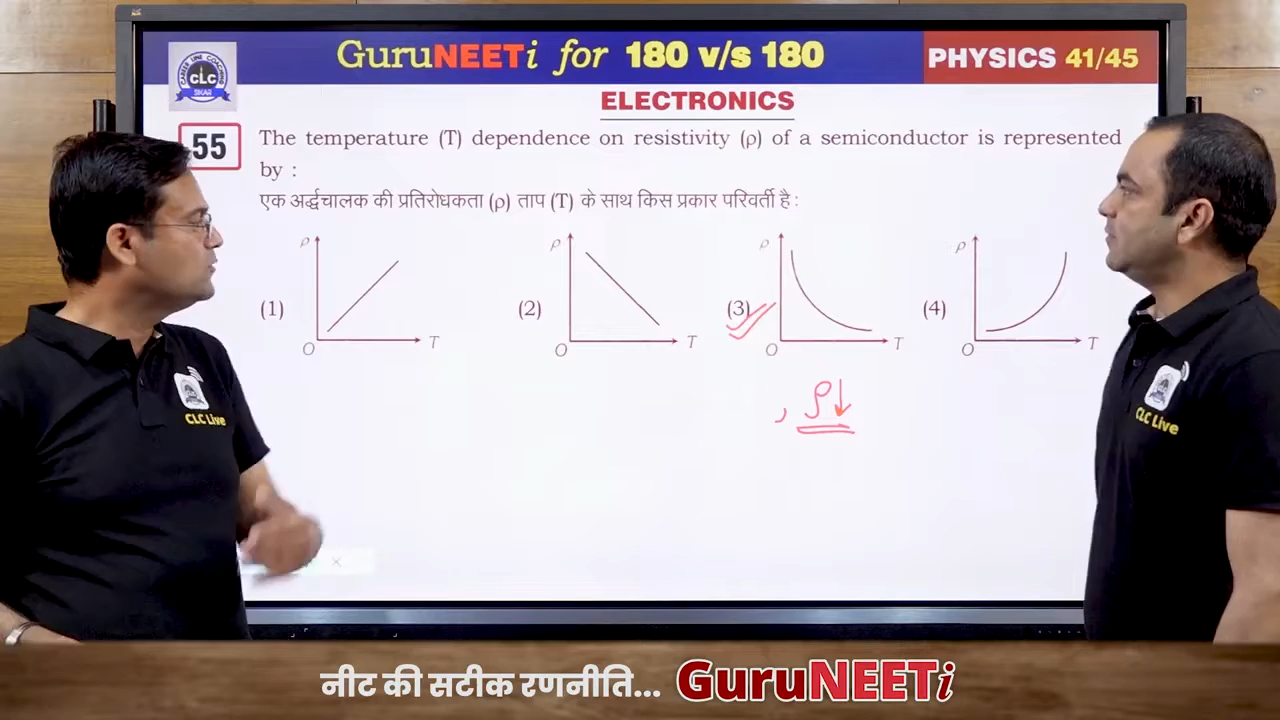 GuruNEETi for 180 v/s 180
PHYSICS 41/45
CLC
SIKAR
ELECTRONICS
55
The temperature (T) dependence on resistivity (ρ) of a semiconductor is represented
by :
एक अर्द्धचालक की प्रतिरोधकता (ρ) ताप (T) के साथ किस प्रकार परिवर्ती है :
(1) ρ O T
(2) ρ O T
(3) ρ O T
(4) ρ O T
, ρ↓
CLC Live
CLC Live
नीट की सटीक रणनीति... GuruNEETi